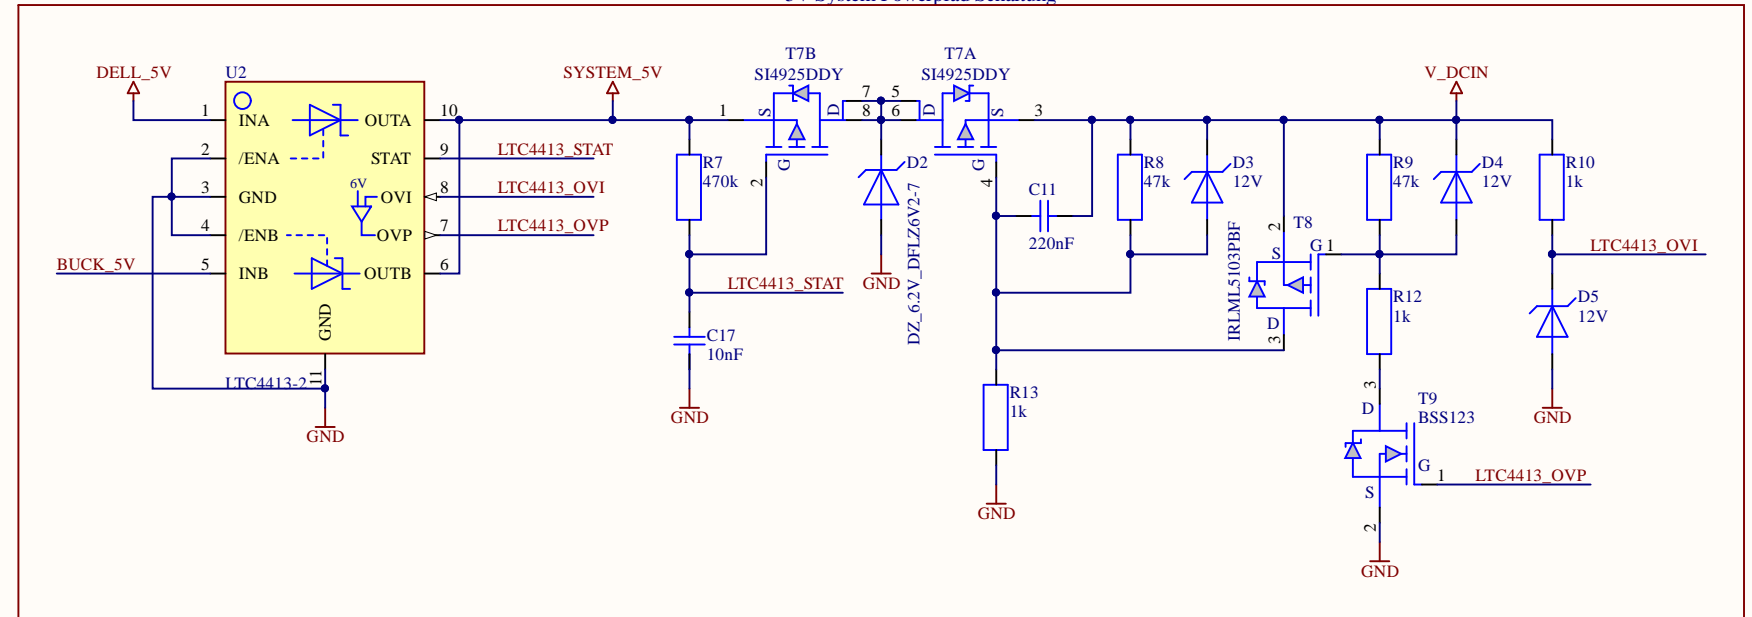 DELL_5V
U2
1
INA
OUTA
10
2
/ENA
STAT
9
LTC4413_STAT
3
GND
6V
OVI
8
LTC4413_OVI
4
/ENB
OVP
7
LTC4413_OVP
BUCK_5V
5
INB
OUTB
6
GND
LTC4413-2
11
GND
SYSTEM_5V
T7B
SI4925DDY
1
S
D
G
2
7
8
5
6
R7
470k
LTC4413_STAT
C17
10nF
GND
D2
DZ_6.2V_DFLZ6V2-7
GND
T7A
SI4925DDY
D
S
3
G
4
C11
220nF
R8
47k
D3
12V
R13
1k
GND
V_DCIN
T8
IRLML5103PBF
2
S
G
1
D
3
R9
47k
D4
12V
R10
1k
LTC4413_OVI
R12
1k
D5
12V
GND
3
D
T9
BSS123
G
1
LTC4413_OVP
S
2
GND